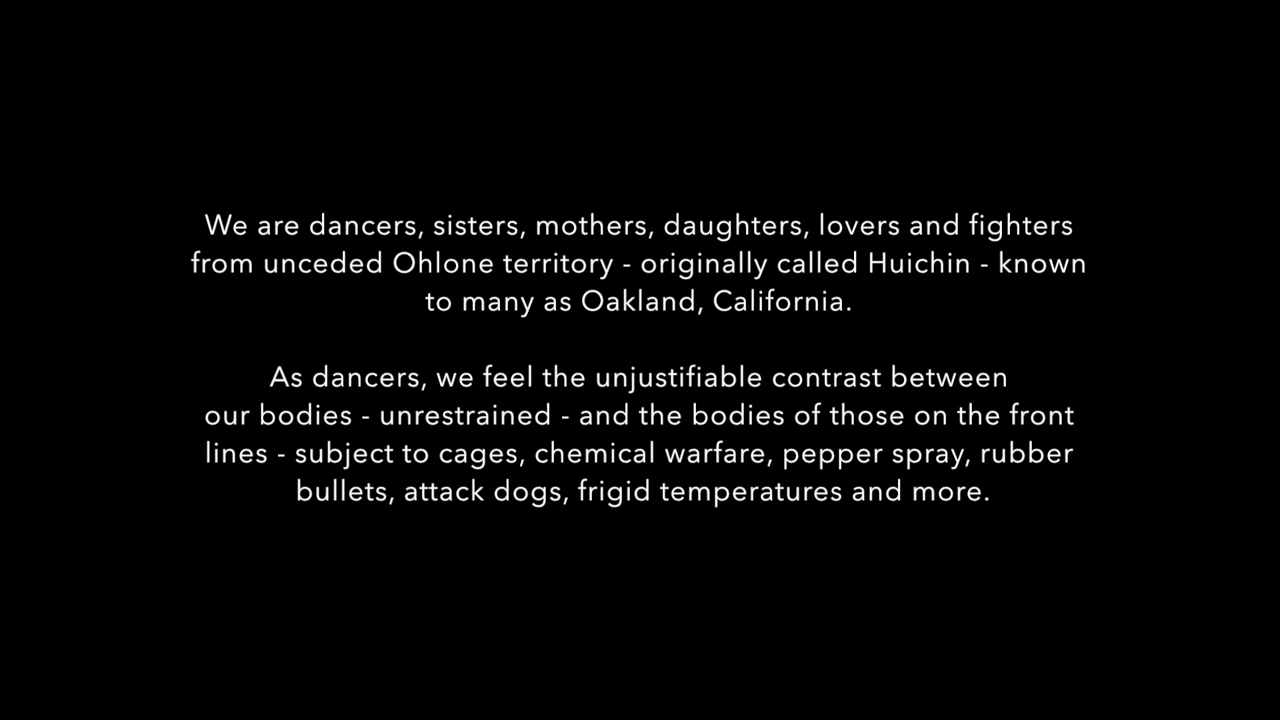 We are dancers, sisters, mothers, daughters, lovers and fighters
from unceded Ohlone territory - originally called Huichin - known
to many as Oakland, California.
As dancers, we feel the unjustifiable contrast between
our bodies - unrestrained - and the bodies of those on the front
lines - subject to cages, chemical warfare, pepper spray, rubber
bullets, attack dogs, frigid temperatures and more.